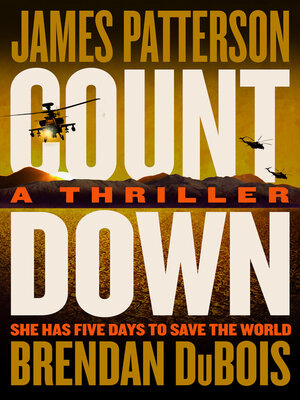 JAMES PATTERSON
COUNT
A THRILLER
DOWN
SHE HAS FIVE DAYS TO SAVE THE WORLD
BRENDAN DuBOIS